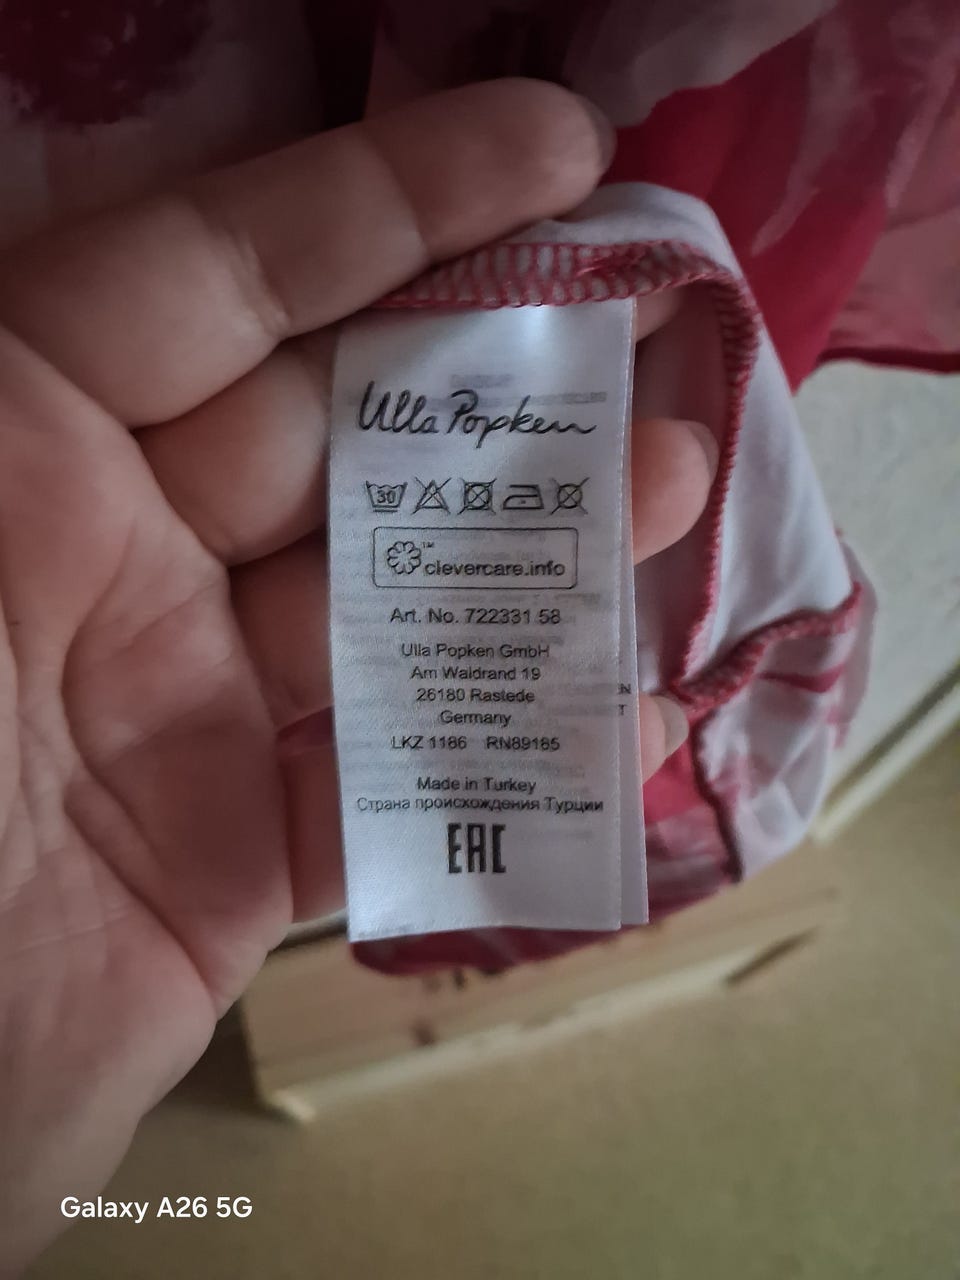 Ulla Popken
30
clevercare.info
Art. No. 722331 58
Ulla Popken GmbH
Am Waldrand 19
26180 Rastede
Germany
LKZ 1186 RN89185
Made in Turkey
Страна происхождения Турции
EAC
Galaxy A26 5G